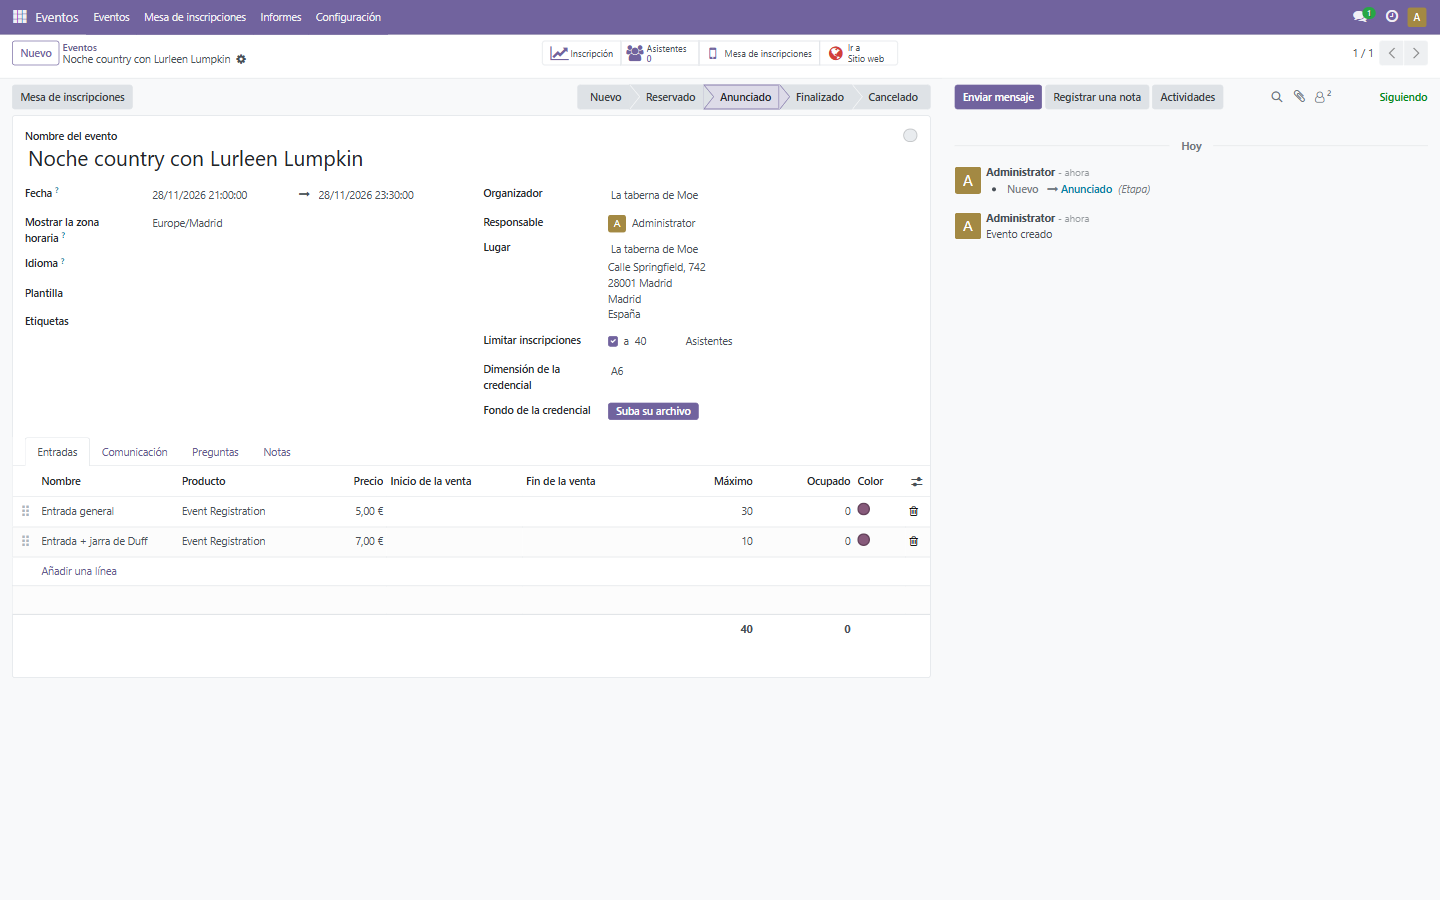 Eventos
Eventos
Mesa de inscripciones
Informes
Configuración
1
A
Nuevo
Eventos
Noche country con Lurleen Lumpkin
Inscripción
Asistentes
0
Mesa de inscripciones
Ir a
Sitio web
1 / 1
Mesa de inscripciones
Nuevo
Reservado
Anunciado
Finalizado
Cancelado
Enviar mensaje
Registrar una nota
Actividades
2
Siguiendo
Nombre del evento
Noche country con Lurleen Lumpkin
Fecha ?
28/11/2026 21:00:00
28/11/2026 23:30:00
Mostrar la zona
horaria ?
Europe/Madrid
Idioma ?
Plantilla
Etiquetas
Organizador
La taberna de Moe
Responsable
A Administrator
Lugar
La taberna de Moe
Calle Springfield, 742
28001 Madrid
Madrid
España
Limitar inscripciones
a 40 Asistentes
Dimensión de la
credencial
A6
Fondo de la credencial
Suba su archivo
Entradas
Comunicación
Preguntas
Notas
Nombre Producto Precio Inicio de la venta Fin de la venta Máximo Ocupado Color
Entrada general Event Registration 5,00 € 30 0
Entrada + jarra de Duff Event Registration 7,00 € 10 0
Añadir una línea
40 0
Hoy
A
Administrator - ahora
Nuevo → Anunciado (Etapa)
A
Administrator - ahora
Evento creado